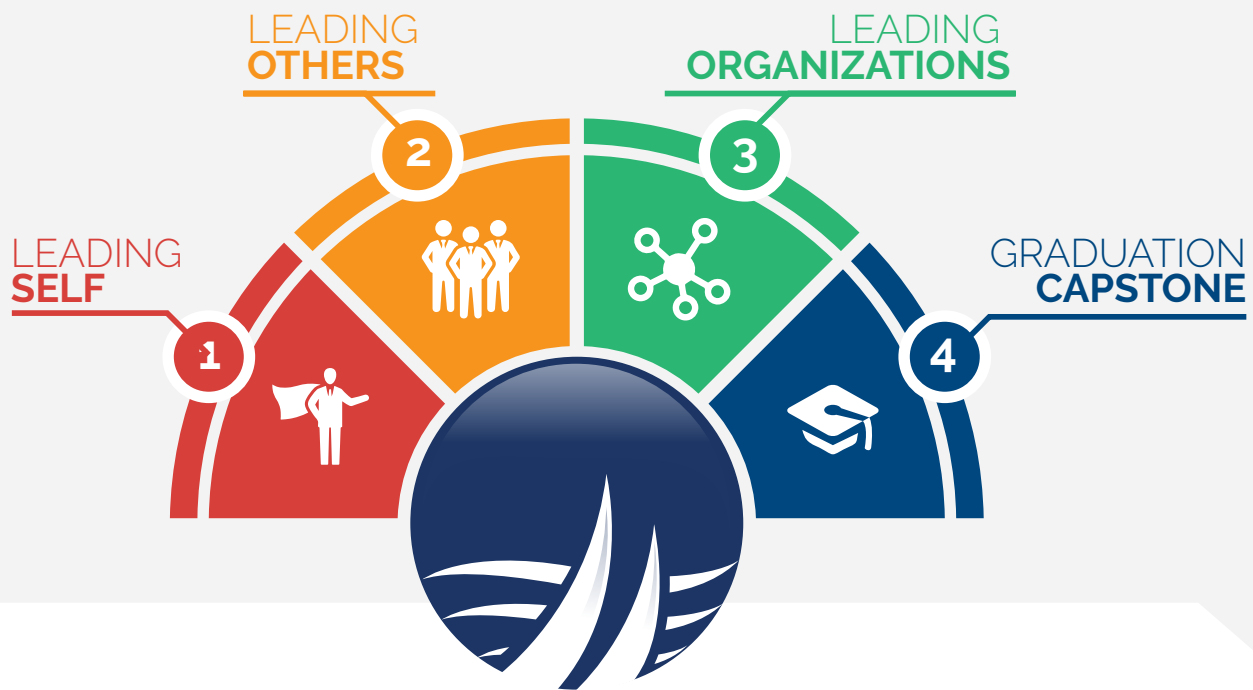 LEADING
SELF
1
LEADING
OTHERS
2
LEADING
ORGANIZATIONS
3
GRADUATION
CAPSTONE
4